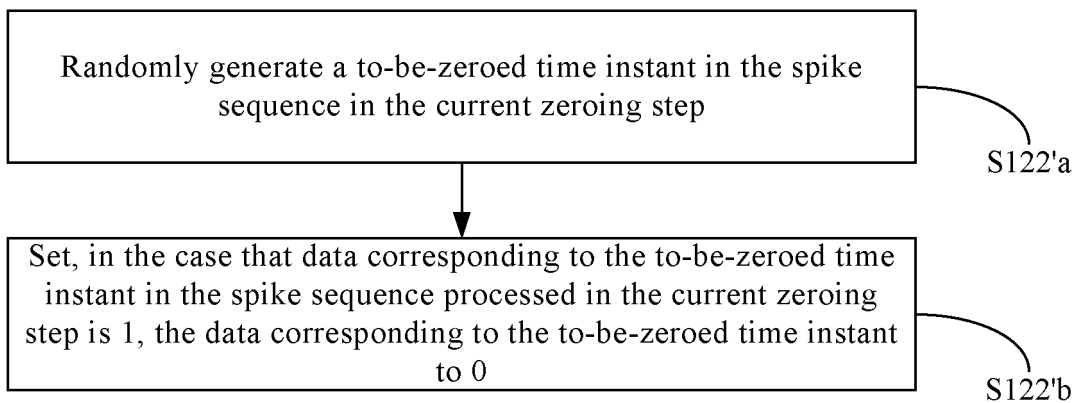 Randomly generate a to-be-zeroed time instant in the spike
sequence in the current zeroing step
S122'a
Set, in the case that data corresponding to the to-be-zeroed time
instant in the spike sequence processed in the current zeroing
step is 1, the data corresponding to the to-be-zeroed time instant
to 0
S122'b